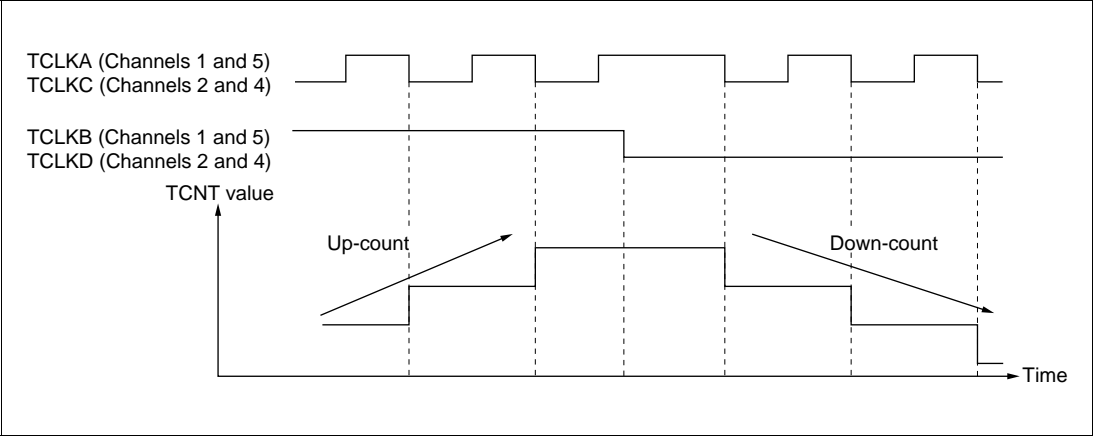 TCLKA (Channels 1 and 5)
TCLKC (Channels 2 and 4)
TCLKB (Channels 1 and 5)
TCLKD (Channels 2 and 4)
TCNT value
Up-count
Down-count
Time